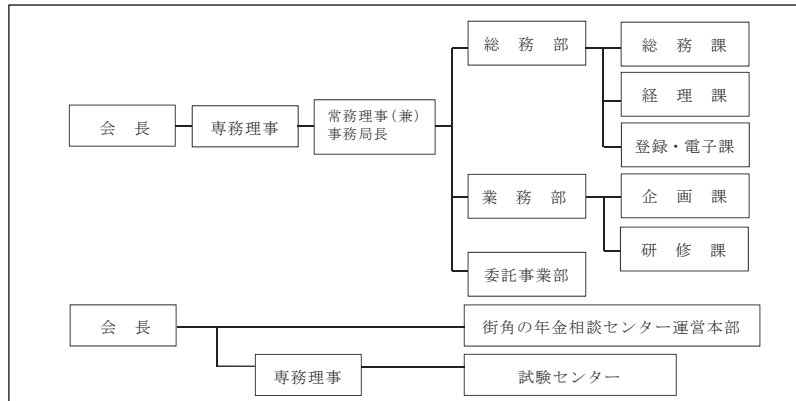 総務部
総務課
経理課
会長
専務理事
常務理事(兼)
事務局長
登録・電子課
業務部
企画課
研修課
委託事業部
会長
街角の年金相談センター運営本部
専務理事
試験センター